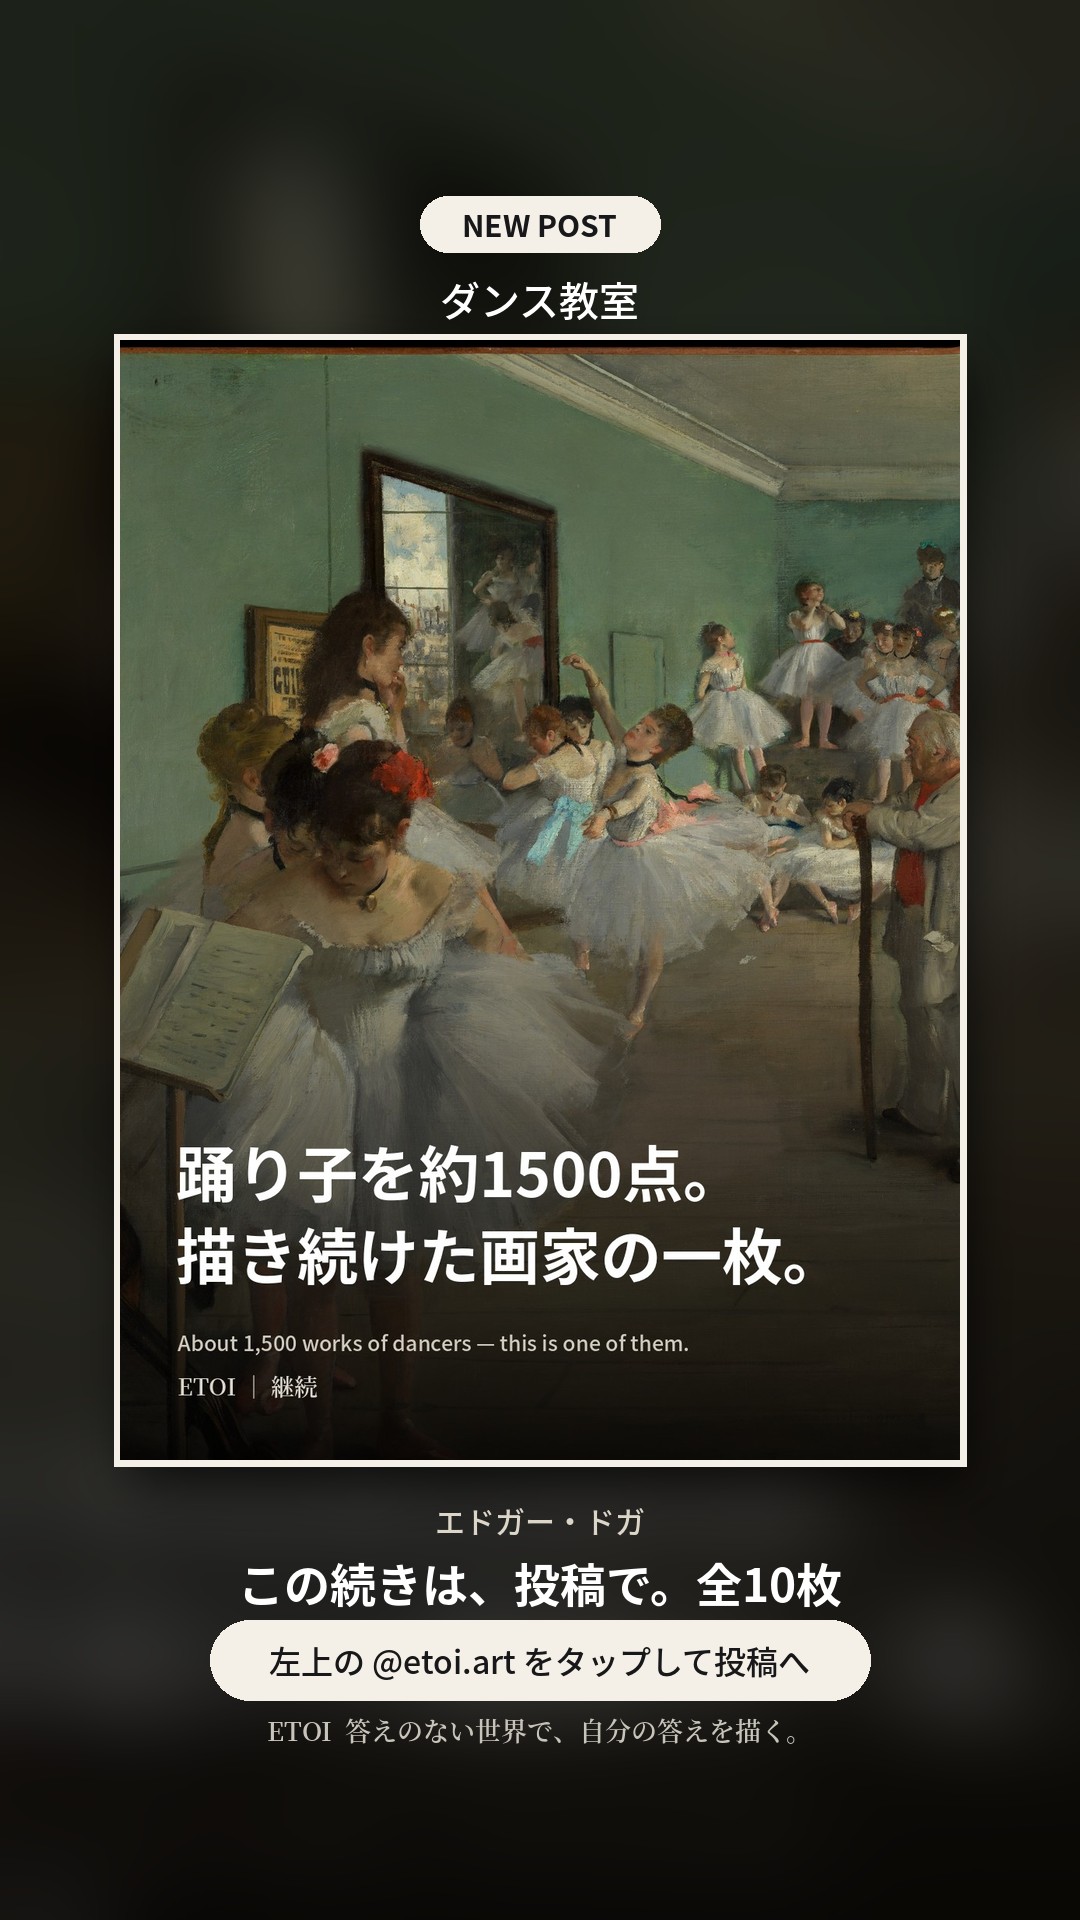 NEW POST
ダンス教室
踊り子を約1500点。
描き続けた画家の一枚。
About 1,500 works of dancers — this is one of them.
ETOI ｜ 継続
エドガー・ドガ
この続きは、投稿で。全10枚
左上の @etoi.art をタップして投稿へ
ETOI 答えのない世界で、自分の答えを描く。